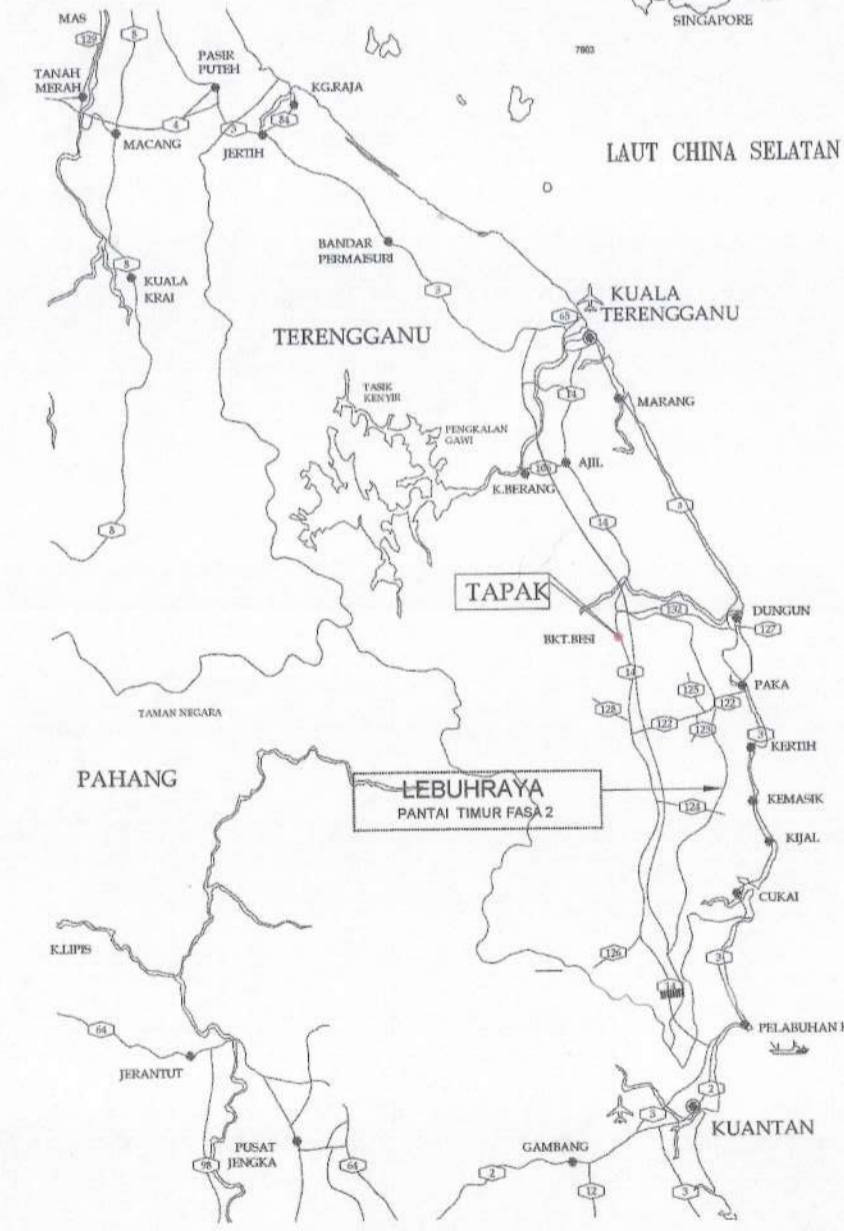 SINGAPORE
MAS
129
8
7803
PASIR
PUTEH
TANAH
MERAH
KG.RAJA
84
4
3
MACANG
JERTIH
LAUT CHINA SELATAN
BANDAR
PERMAISURI
8
KUALA
KRAI
3
KUALA
TERENGGANU
65
TERENGGANU
TASIK
KENYIR
14
MARANG
PENGKALAN
GAWI
AJIL
K.BERANG
3
14
8
TAPAK
132
DUNGUN
127
BKT.BESI
14
PAKA
125
122
128
122
123
TAMAN NEGARA
3
KERTIH
PAHANG
LEBUHRAYA
PANTAI TIMUR FASA 2
KEMASIK
124
KIJAL
CUKAI
K.LIPIS
126
3
14
64
PELABUHAN
JERANTUT
2
3
KUANTAN
PUSAT
JENGKA
GAMBANG
98
64
2
12
3